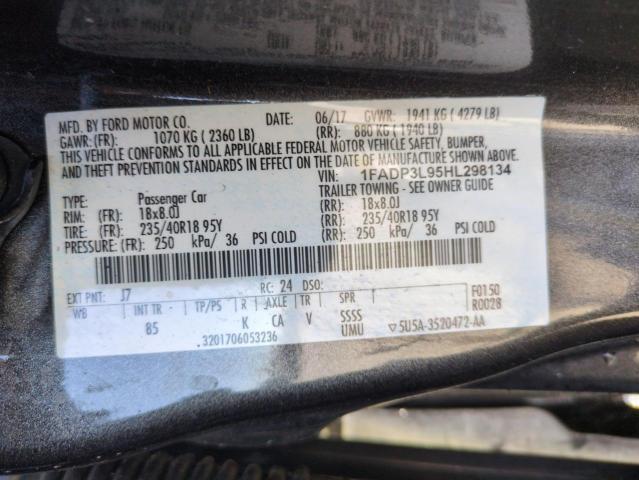 MFD. BY FORD MOTOR CO. DATE: 06/17 GVWR: 1941 KG ( 4279 LB)
GAWR: (FR): 1070 KG ( 2360 LB) (RR): 880 KG ( 1940 LB)
THIS VEHICLE CONFORMS TO ALL APPLICABLE FEDERAL MOTOR VEHICLE SAFETY, BUMPER,
AND THEFT PREVENTION STANDARDS IN EFFECT ON THE DATE OF MANUFACTURE SHOWN ABOVE.
VIN: 1FADP3L95HL298134
TYPE: Passenger Car TRAILER TOWING - SEE OWNER GUIDE
RIM: (FR): 18x8.0J (RR): 18x8.0J
TIRE: (FR): 235/40R18 95Y (RR): 235/40R18 95Y
PRESSURE: (FR) 250 kPa/ 36 PSI COLD (RR): 250 kPa/ 36 PSI COLD
EXT PNT: J7 RC: 24 DSO: F0150
WB INT TR TP/PS R AXLE TR SPR R0028
85 K CA V SSSS
UMU
.3201706053236 ▽5U5A-3520472-AA